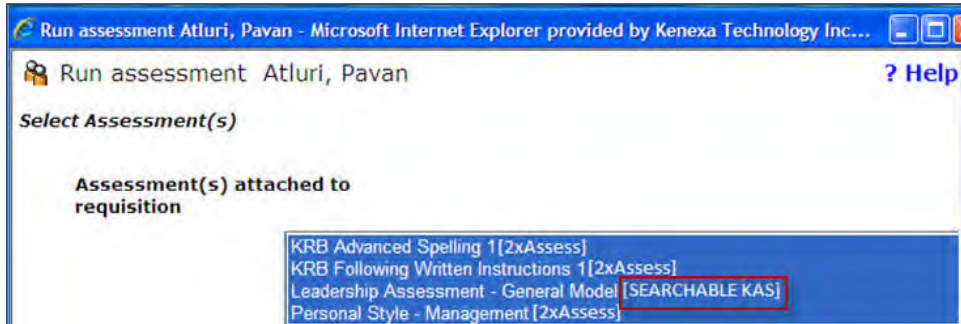 Run assessment Atluri, Pavan - Microsoft Internet Explorer provided by Kenexa Technology Inc...
Run assessment Atluri, Pavan
? Help
Select Assessment(s)
Assessment(s) attached to
requisition
KRB Advanced Spelling 1[2xAssess]
KRB Following Written Instructions 1[2xAssess]
Leadership Assessment - General Model [SEARCHABLE KAS]
Personal Style - Management [2xAssess]